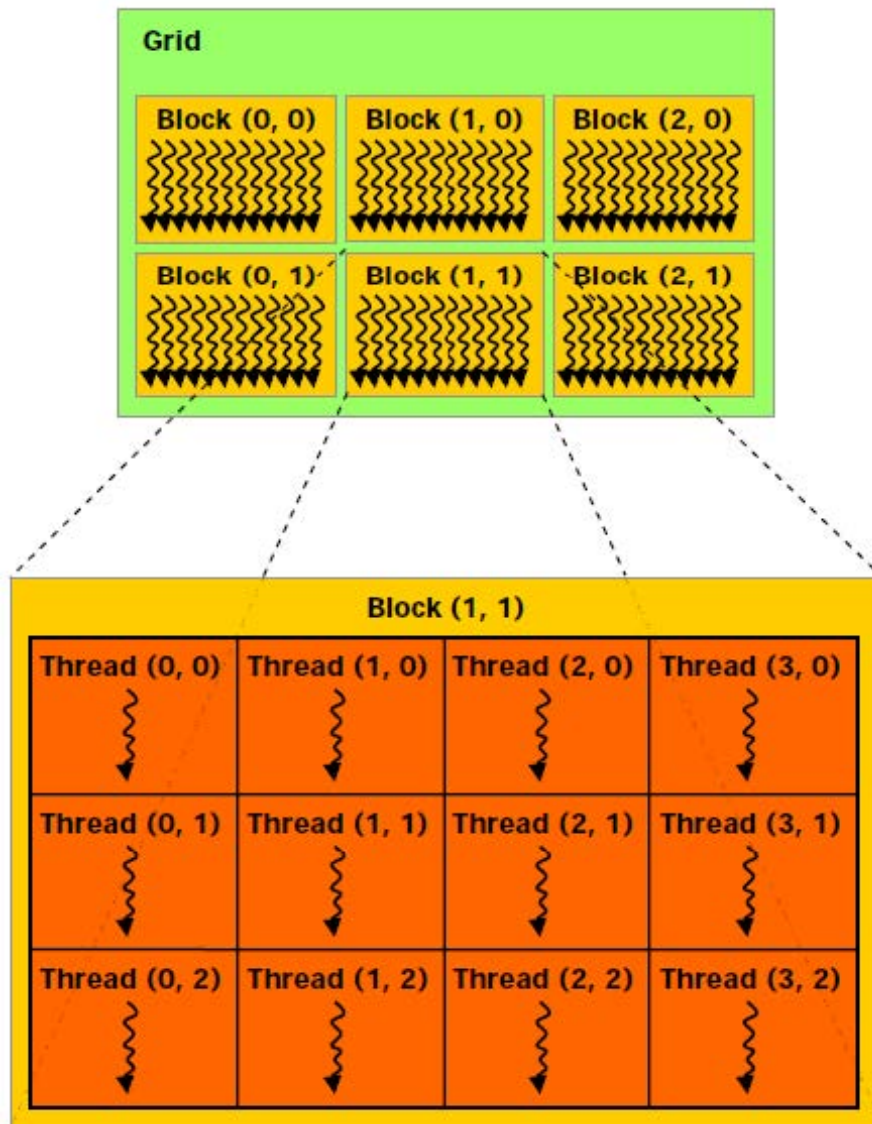 Grid
Block (0, 0) Block (1, 0) Block (2, 0)
Block (0, 1) Block (1, 1) Block (2, 1)
Block (1, 1)
Thread (0, 0) Thread (1, 0) Thread (2, 0) Thread (3, 0)
Thread (0, 1) Thread (1, 1) Thread (2, 1) Thread (3, 1)
Thread (0, 2) Thread (1, 2) Thread (2, 2) Thread (3, 2)